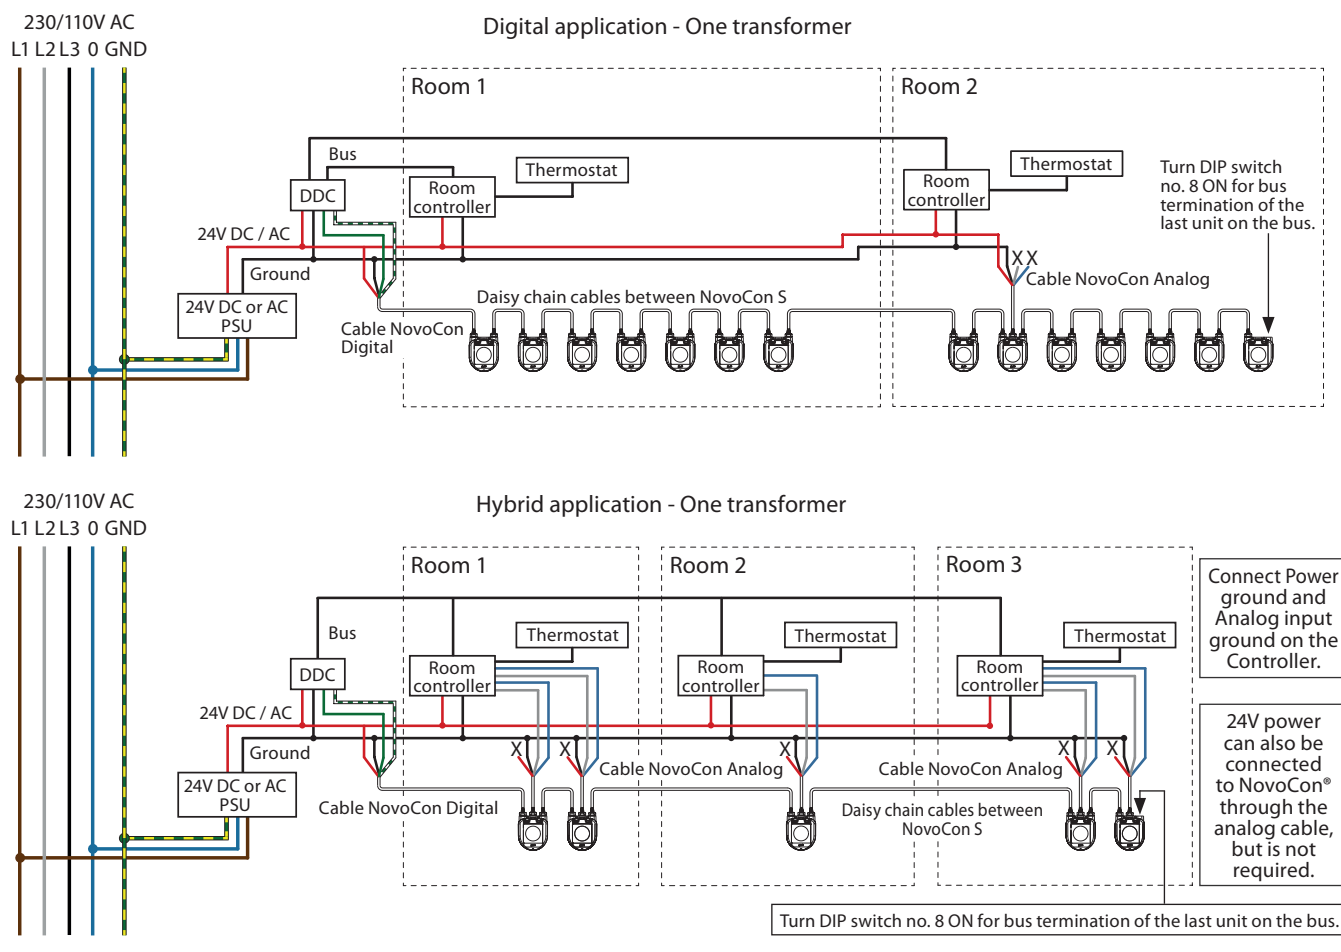 230/110V AC
L1 L2 L3 0 GND
Digital application - One transformer
Room 1
Room 2
Bus
Thermostat
Thermostat
DDC
Room
controller
Room
controller
Turn DIP switch
no. 8 ON for bus
termination of the
last unit on the bus.
24V DC / AC
Ground
X X
Cable NovoCon Analog
24V DC or AC
PSU
Daisy chain cables between NovoCon S
Cable NovoCon
Digital
230/110V AC
L1 L2 L3 0 GND
Hybrid application - One transformer
Room 1
Room 2
Room 3
Bus
Thermostat
Thermostat
Thermostat
DDC
Room
controller
Room
controller
Room
controller
Connect Power
ground and
Analog input
ground on the
Controller.
24V DC / AC
Ground
X
X
X
X
X
Cable NovoCon Analog
Cable NovoCon Analog
24V DC or AC
PSU
Cable NovoCon Digital
Daisy chain cables between
NovoCon S
24V power
can also be
connected
to NovoCon®
through the
analog cable,
but is not
required.
Turn DIP switch no. 8 ON for bus termination of the last unit on the bus.